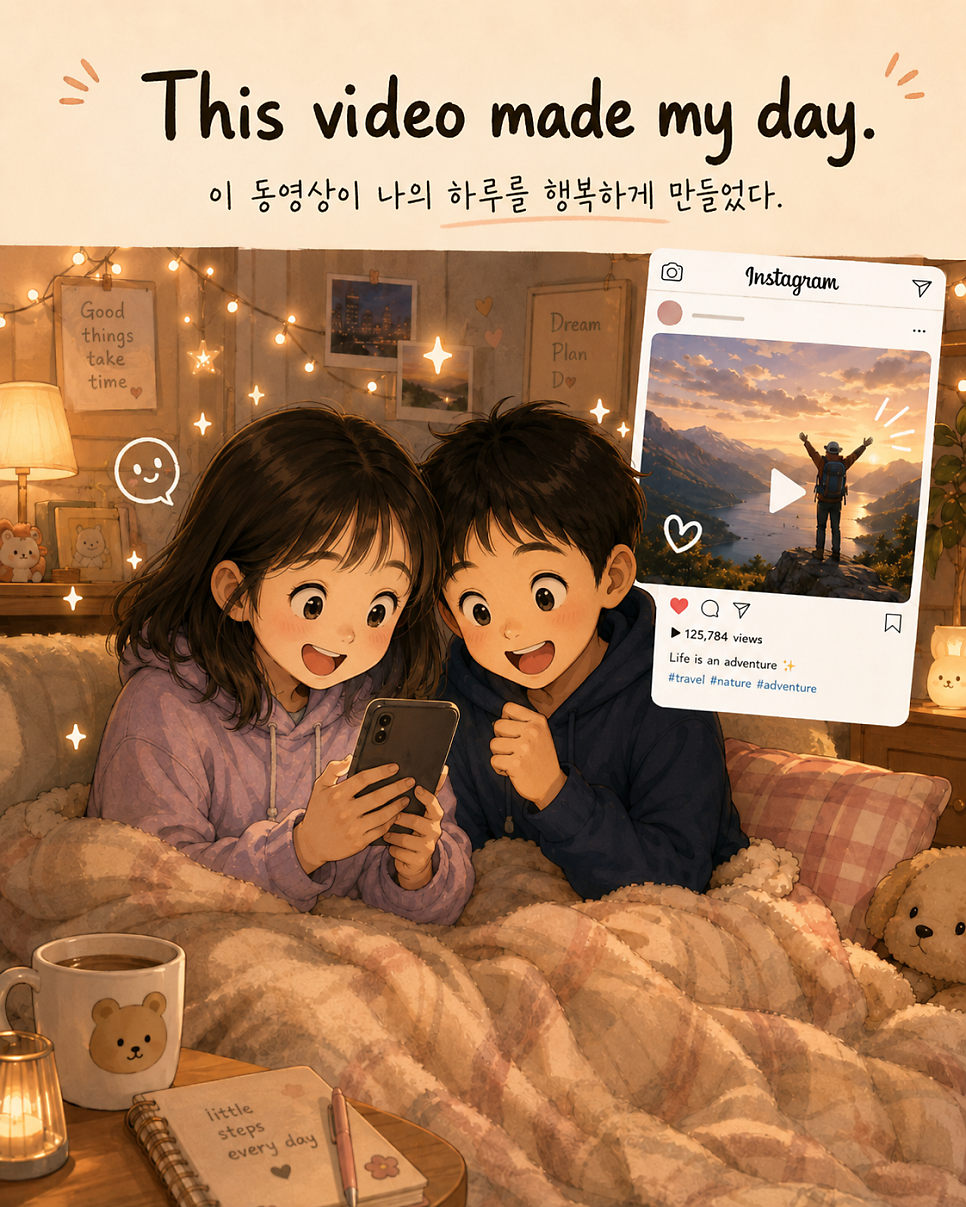 This video made my day.
이 동영상이 나의 하루를 행복하게 만들었다.
Good
things
take
time
Dream
Plan
Do
Instagram
125,784 views
Life is an adventure ✨
#travel #nature #adventure
little
steps
every day